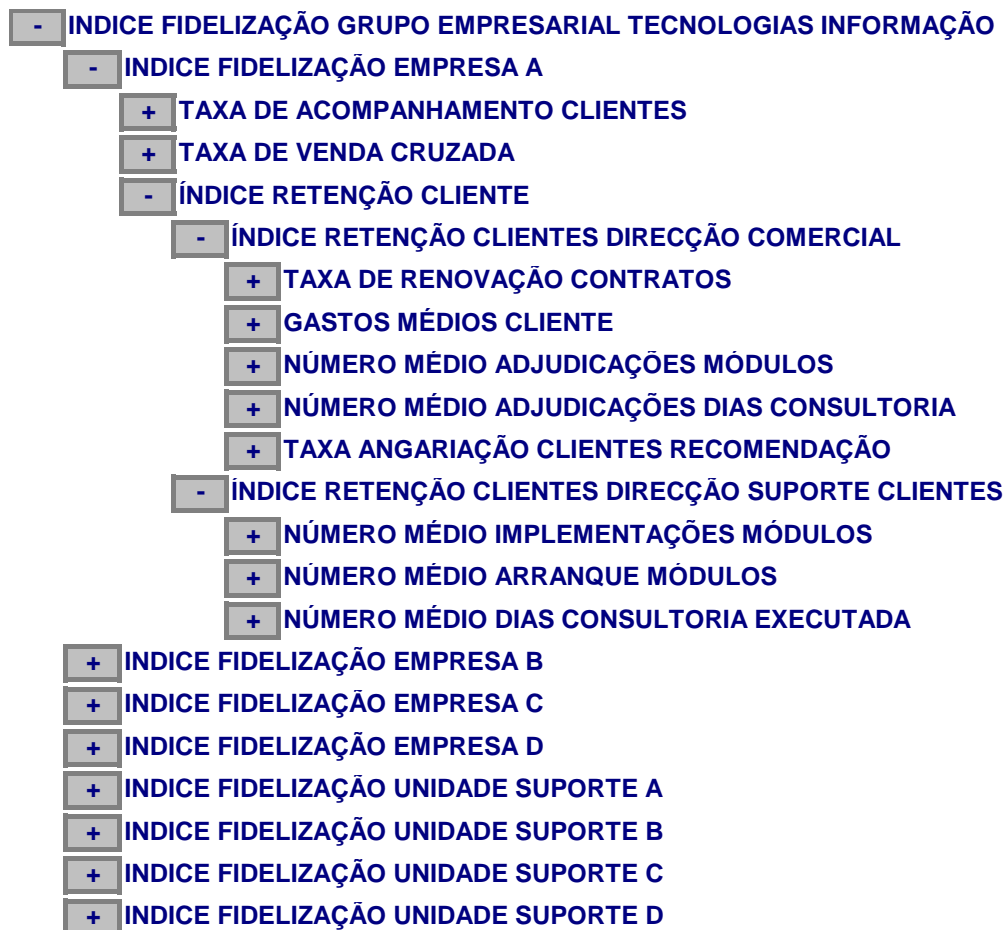 - INDICE FIDELIZAÇÃO GRUPO EMPRESARIAL TECNOLOGIAS INFORMAÇÃO
- INDICE FIDELIZAÇÃO EMPRESA A
+ TAXA DE ACOMPANHAMENTO CLIENTES
+ TAXA DE VENDA CRUZADA
- ÍNDICE RETENÇÃO CLIENTE
- ÍNDICE RETENÇÃO CLIENTES DIRECÇÃO COMERCIAL
+ TAXA DE RENOVAÇÃO CONTRATOS
+ GASTOS MÉDIOS CLIENTE
+ NÚMERO MÉDIO ADJUDICAÇÕES MÓDULOS
+ NÚMERO MÉDIO ADJUDICAÇÕES DIAS CONSULTORIA
+ TAXA ANGARIAÇÃO CLIENTES RECOMENDAÇÃO
- ÍNDICE RETENÇÃO CLIENTES DIRECÇÃO SUPORTE CLIENTES
+ NÚMERO MÉDIO IMPLEMENTAÇÕES MÓDULOS
+ NÚMERO MÉDIO ARRANQUE MÓDULOS
+ NÚMERO MÉDIO DIAS CONSULTORIA EXECUTADA
+ INDICE FIDELIZAÇÃO EMPRESA B
+ INDICE FIDELIZAÇÃO EMPRESA C
+ INDICE FIDELIZAÇÃO EMPRESA D
+ INDICE FIDELIZAÇÃO UNIDADE SUPORTE A
+ INDICE FIDELIZAÇÃO UNIDADE SUPORTE B
+ INDICE FIDELIZAÇÃO UNIDADE SUPORTE C
+ INDICE FIDELIZAÇÃO UNIDADE SUPORTE D